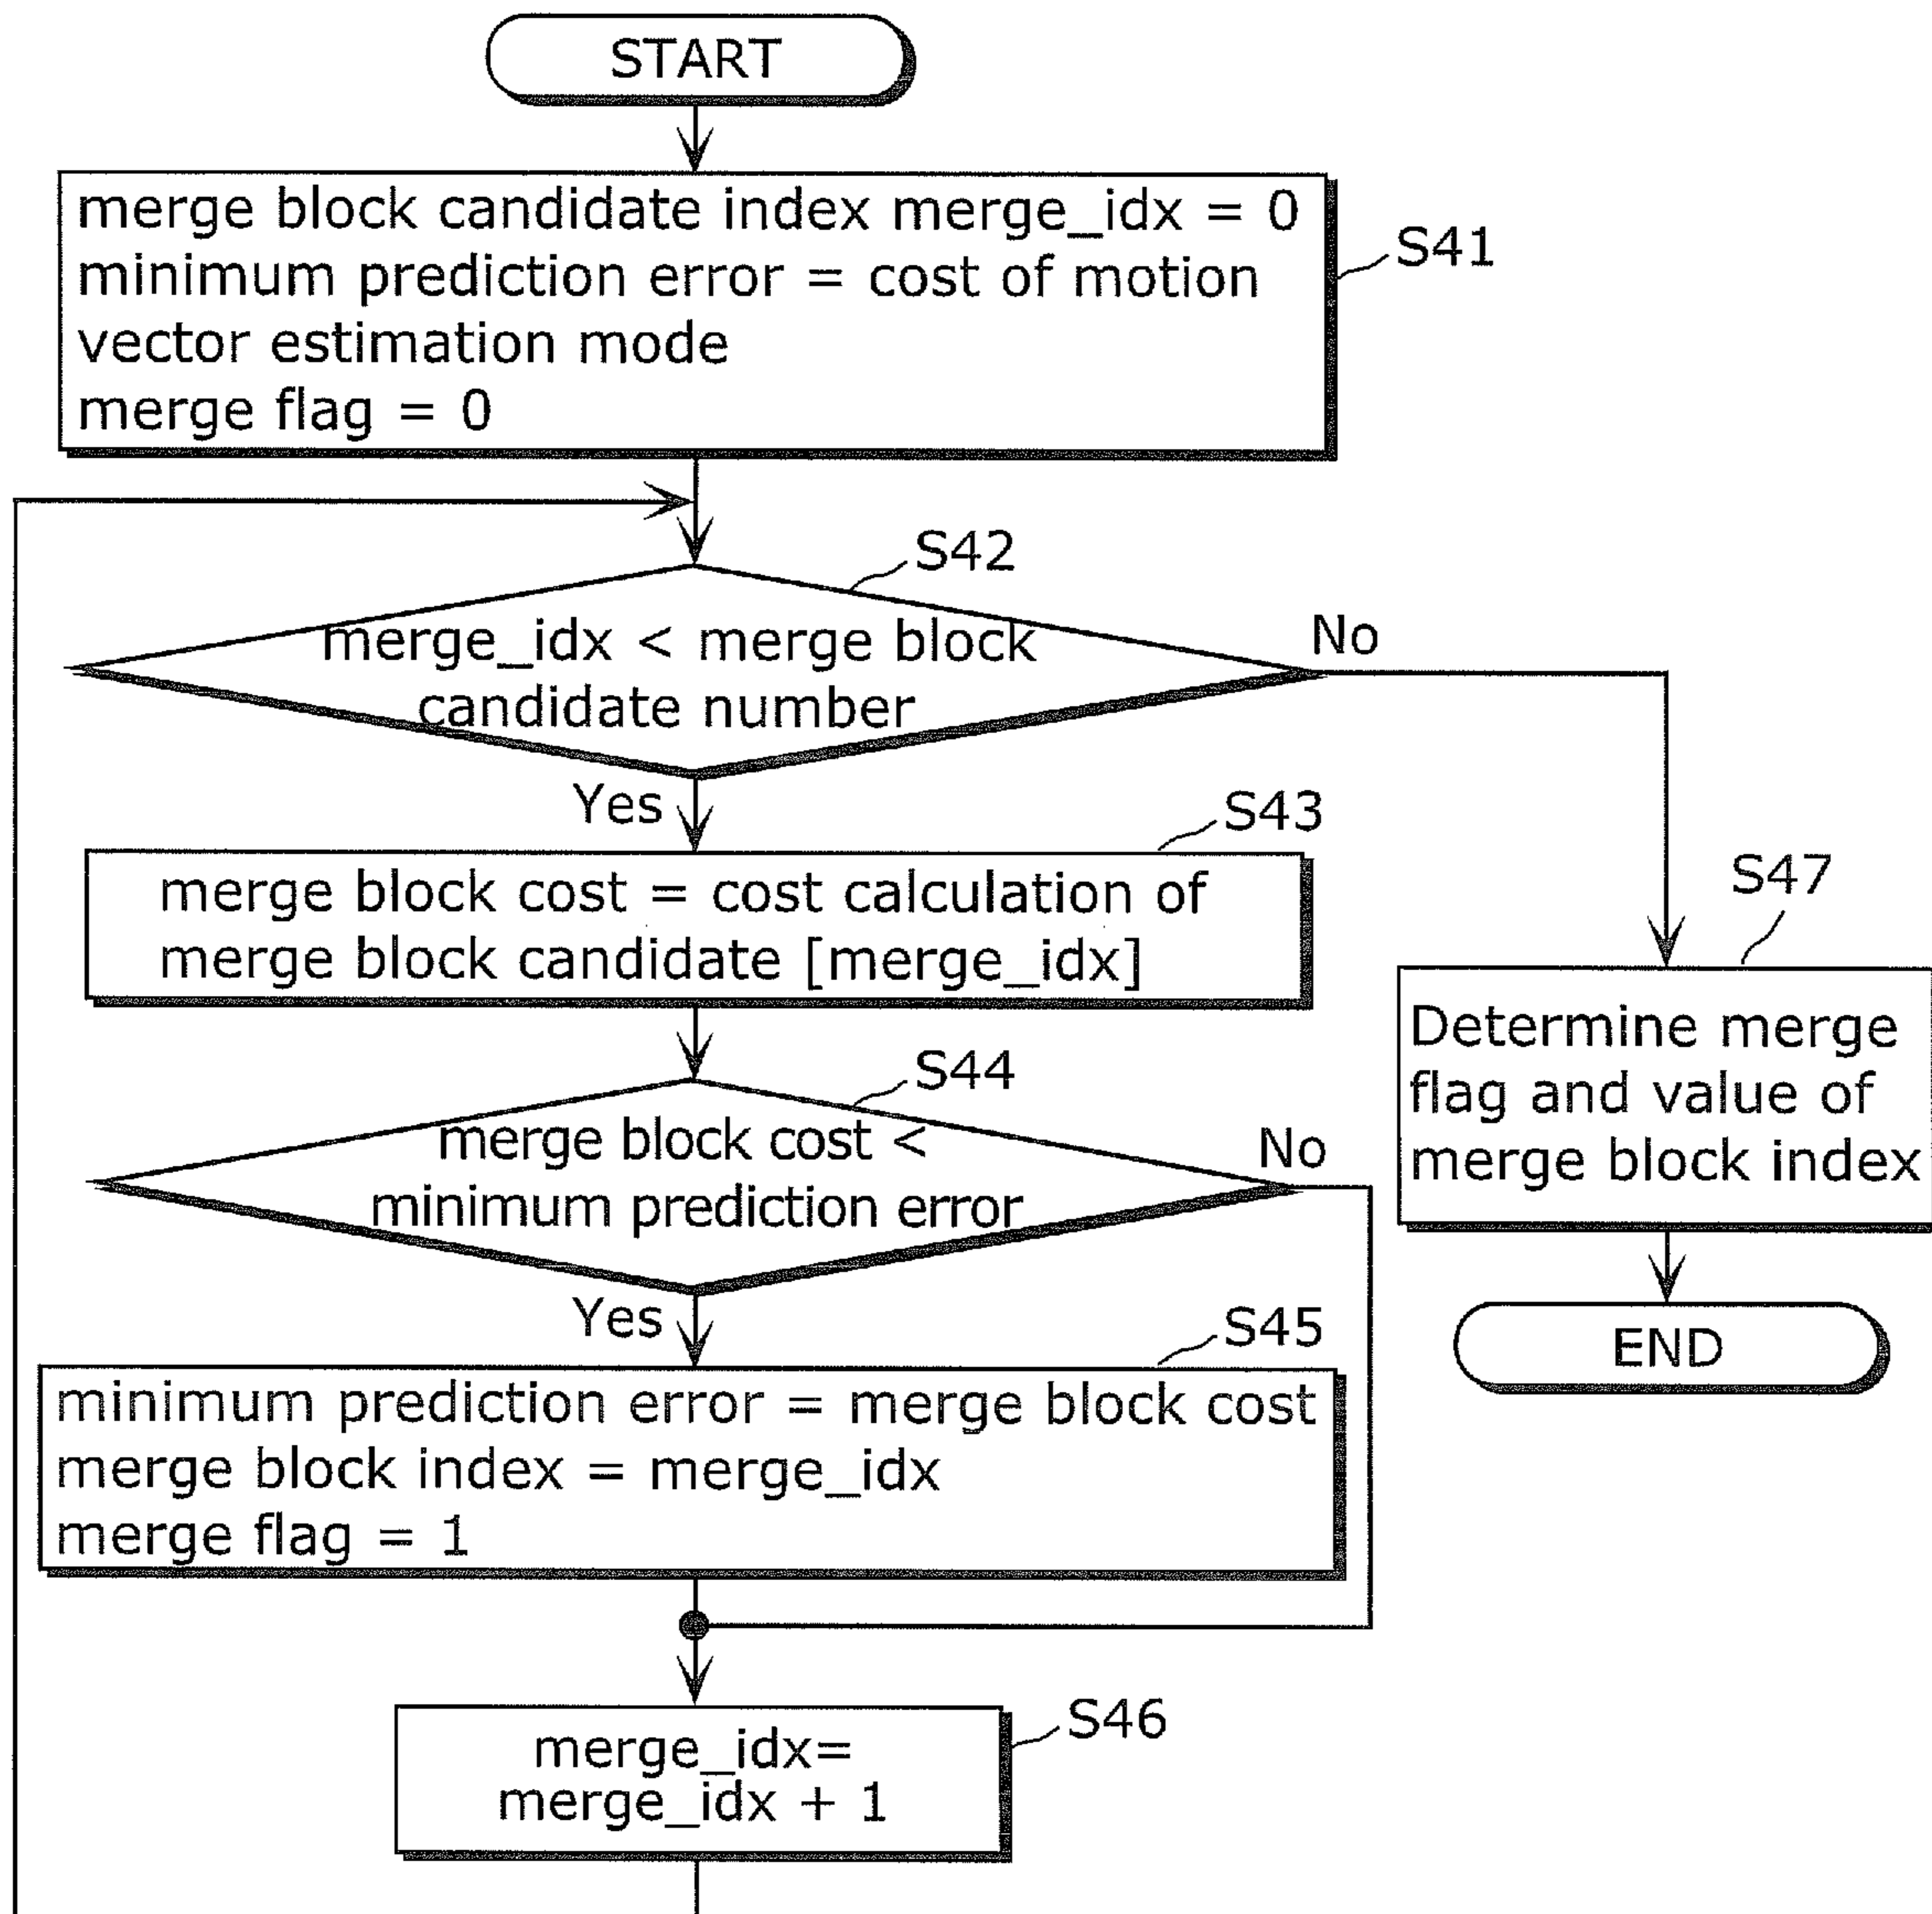 START
merge block candidate index merge_idx = 0
minimum prediction error = cost of motion
vector estimation mode
merge flag = 0
S41
S42
merge_idx < merge block
candidate number
No
Yes
S43
merge block cost = cost calculation of
merge block candidate [merge_idx]
S44
merge block cost <
minimum prediction error
No
Yes
S45
minimum prediction error = merge block cost
merge block index = merge_idx
merge flag = 1
S46
merge_idx=
merge_idx + 1
S47
Determine merge
flag and value of
merge block index
END